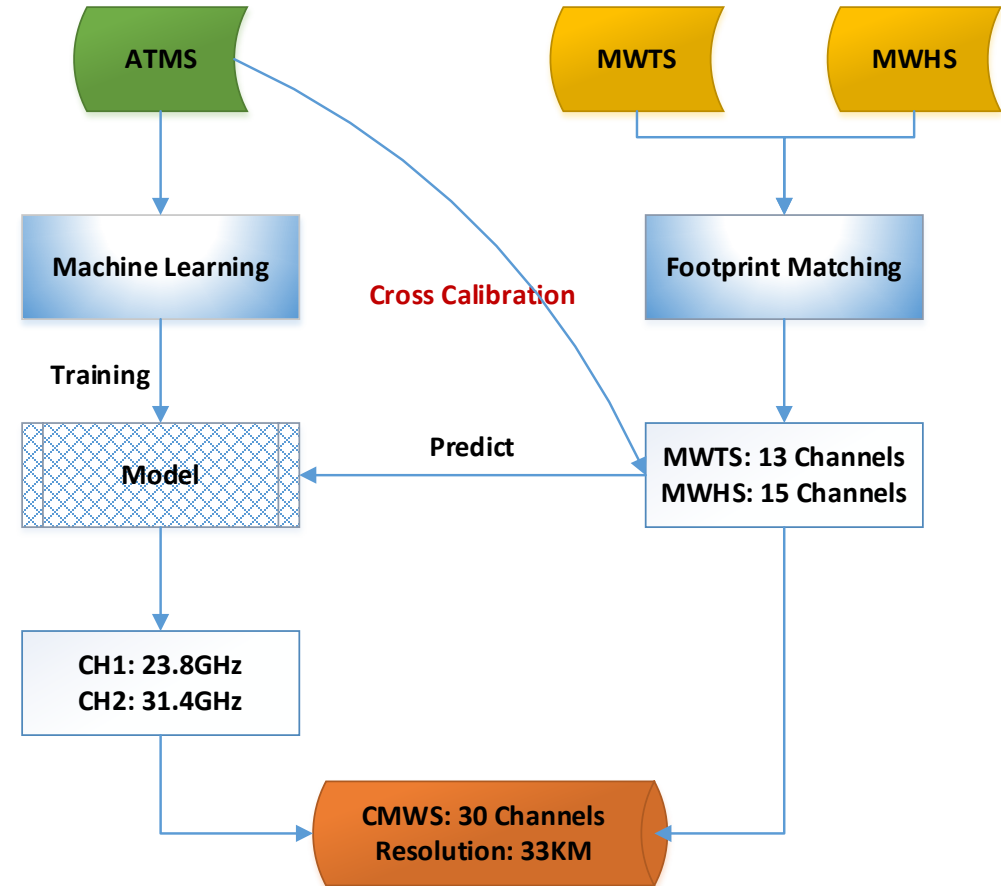 ATMS
MWTS
MWHS
Machine Learning
Footprint Matching
Cross Calibration
Training
Predict
Model
MWTS: 13 Channels
MWHS: 15 Channels
CH1: 23.8GHz
CH2: 31.4GHz
CMWS: 30 Channels
Resolution: 33KM